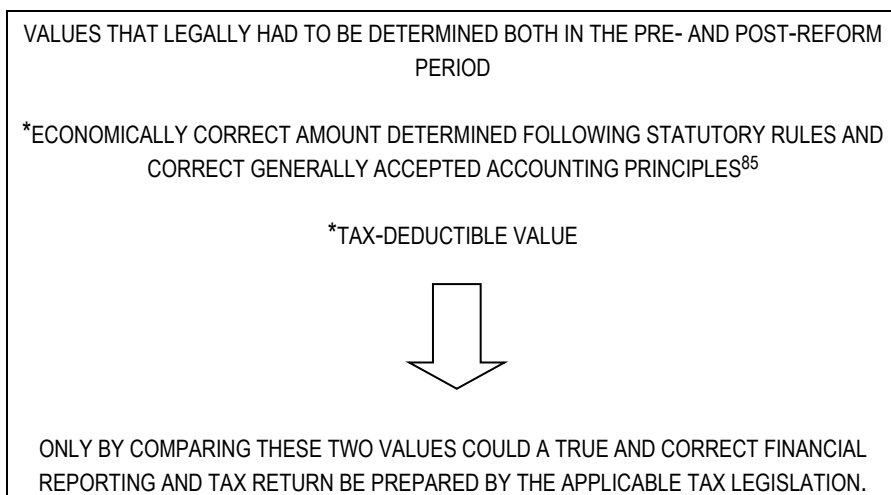 VALUES THAT LEGALLY HAD TO BE DETERMINED BOTH IN THE PRE- AND POST-REFORM
PERIOD
*ECONOMICALLY CORRECT AMOUNT DETERMINED FOLLOWING STATUTORY RULES AND
CORRECT GENERALLY ACCEPTED ACCOUNTING PRINCIPLES85
*TAX-DEDUCTIBLE VALUE
ONLY BY COMPARING THESE TWO VALUES COULD A TRUE AND CORRECT FINANCIAL
REPORTING AND TAX RETURN BE PREPARED BY THE APPLICABLE TAX LEGISLATION.